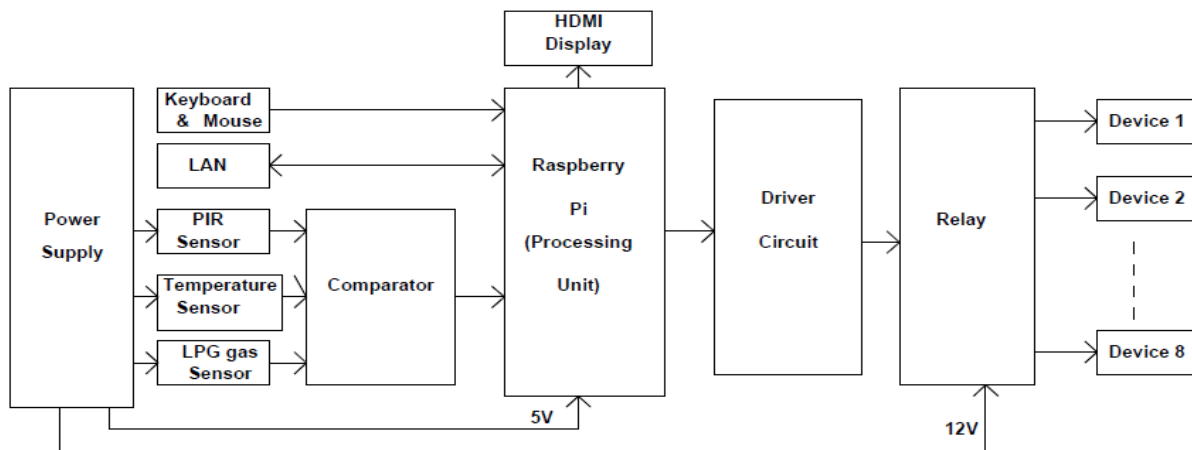 HDMI
Display
Keyboard
& Mouse
LAN
Power
Supply
PIR
Sensor
Temperature
Sensor
LPG gas
Sensor
Comparator
Raspberry
Pi
(Processing
Unit)
Driver
Circuit
Relay
Device 1
Device 2
Device 8
5V
12V